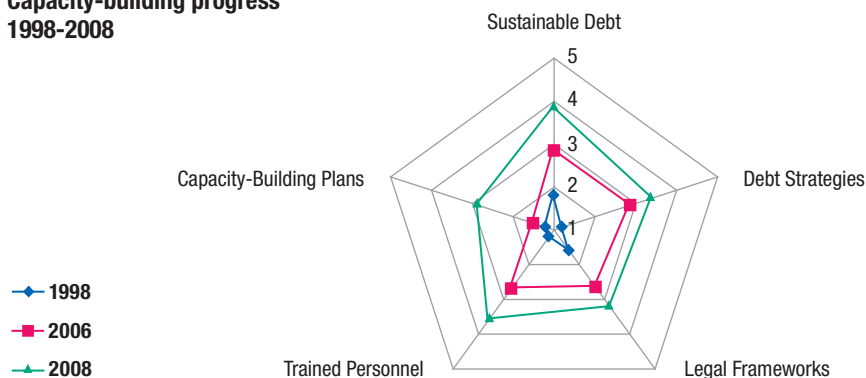 Capacity-building progress
1998-2008
Sustainable Debt
5
4
3
2
1
Capacity-Building Plans
Debt Strategies
1998
2006
2008
Trained Personnel
Legal Frameworks